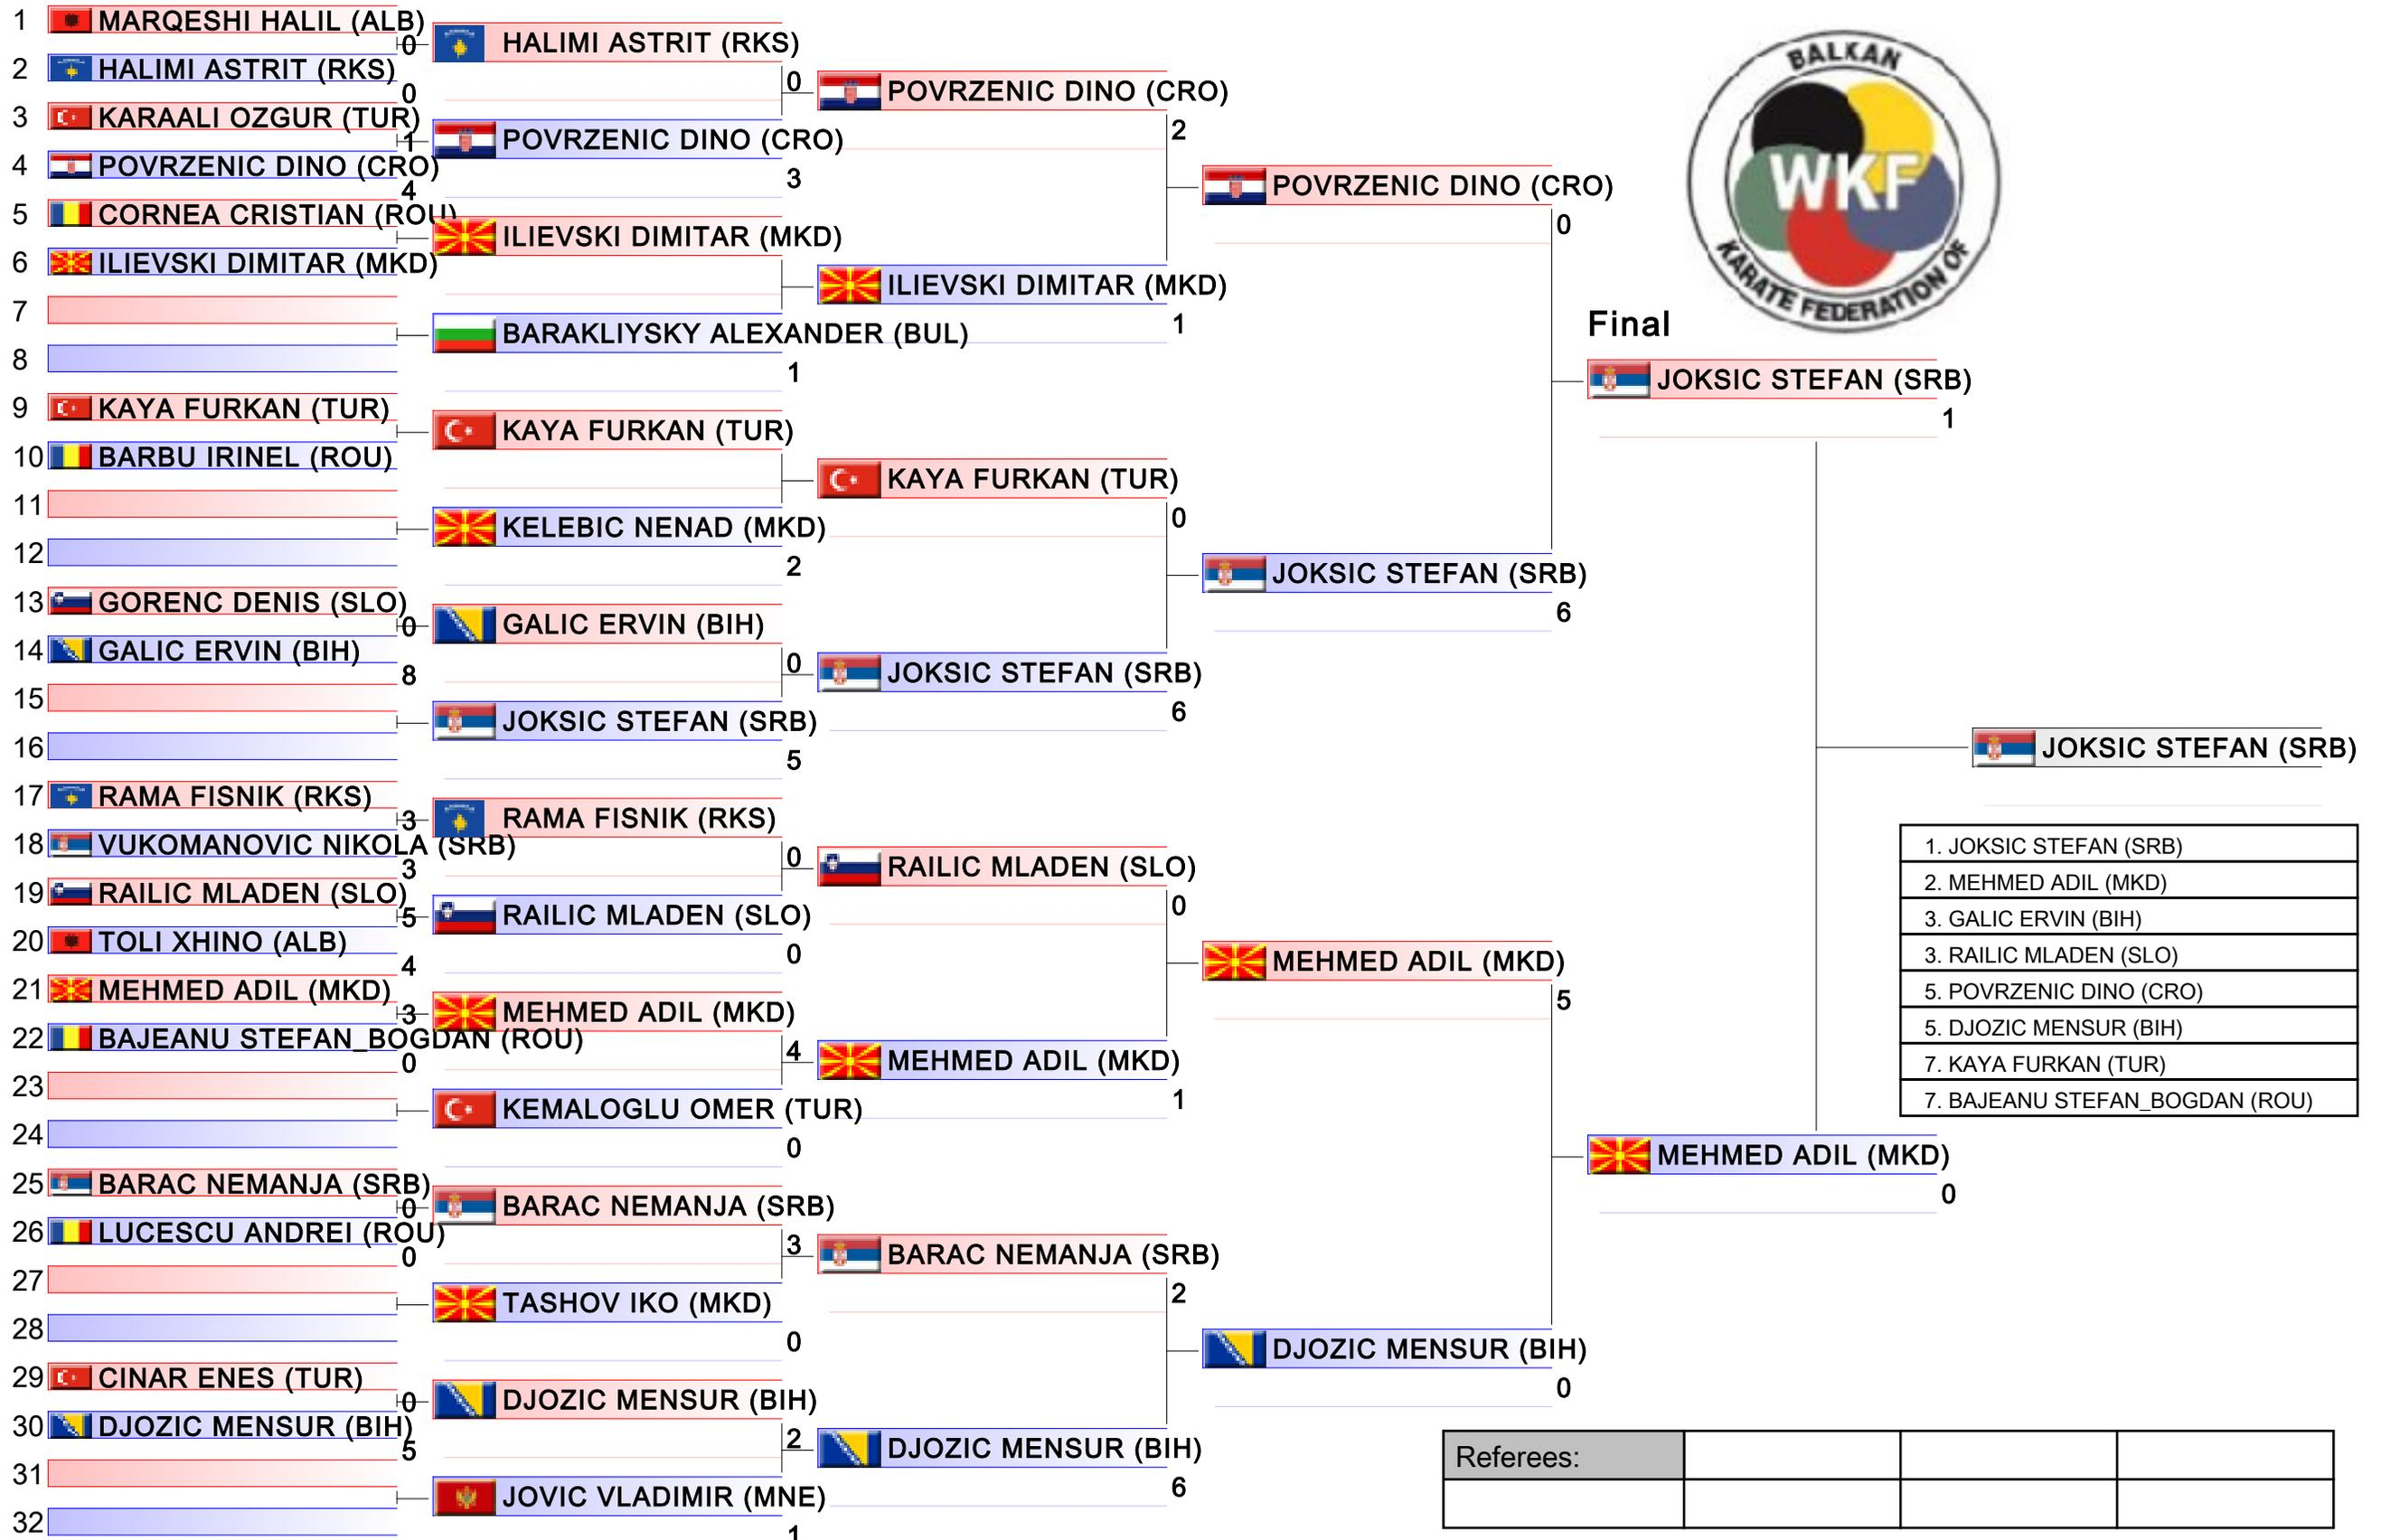 1 MARQESHI HALIL (ALB)
0
2 HALIMI ASTRIT (RKS)
0
3 KARAALI OZGUR (TUR)
1
4 POVRZENIC DINO (CRO)
4
5 CORNEA CRISTIAN (ROU)
6 ILIEVSKI DIMITAR (MKD)
7
8
9 KAYA FURKAN (TUR)
10 BARBU IRINEL (ROU)
11
12
13 GORENC DENIS (SLO)
0
14 GALIC ERVIN (BIH)
8
15
16
17 RAMA FISNIK (RKS)
3
18 VUKOMANOVIC NIKOLA (SRB)
3
19 RAILIC MLADEN (SLO)
5
20 TOLI XHINO (ALB)
4
21 MEHMED ADIL (MKD)
3
22 BAJEANU STEFAN_BOGDAN (ROU)
0
23
24
25 BARAC NEMANJA (SRB)
0
26 LUCESCU ANDREI (ROU)
0
27
28
29 CINAR ENES (TUR)
0
30 DJOZIC MENSUR (BIH)
5
31
32
HALIMI ASTRIT (RKS)
0
POVRZENIC DINO (CRO)
3
ILIEVSKI DIMITAR (MKD)
BARAKLIYSKY ALEXANDER (BUL)
1
KAYA FURKAN (TUR)
KELEBIC NENAD (MKD)
2
GALIC ERVIN (BIH)
0
JOKSIC STEFAN (SRB)
5
RAMA FISNIK (RKS)
0
RAILIC MLADEN (SLO)
0
MEHMED ADIL (MKD)
4
KEMALOGLU OMER (TUR)
0
BARAC NEMANJA (SRB)
3
TASHOV IKO (MKD)
0
DJOZIC MENSUR (BIH)
2
JOVIC VLADIMIR (MNE)
1
POVRZENIC DINO (CRO)
2
ILIEVSKI DIMITAR (MKD)
1
KAYA FURKAN (TUR)
0
JOKSIC STEFAN (SRB)
6
RAILIC MLADEN (SLO)
0
MEHMED ADIL (MKD)
1
BARAC NEMANJA (SRB)
2
DJOZIC MENSUR (BIH)
6
POVRZENIC DINO (CRO)
0
JOKSIC STEFAN (SRB)
6
MEHMED ADIL (MKD)
5
DJOZIC MENSUR (BIH)
0
BALKAN
WKF
KARATE FEDERATION OF
Final
JOKSIC STEFAN (SRB)
1
MEHMED ADIL (MKD)
0
JOKSIC STEFAN (SRB)
1. JOKSIC STEFAN (SRB)
2. MEHMED ADIL (MKD)
3. GALIC ERVIN (BIH)
3. RAILIC MLADEN (SLO)
5. POVRZENIC DINO (CRO)
5. DJOZIC MENSUR (BIH)
7. KAYA FURKAN (TUR)
7. BAJEANU STEFAN_BOGDAN (ROU)
Referees: